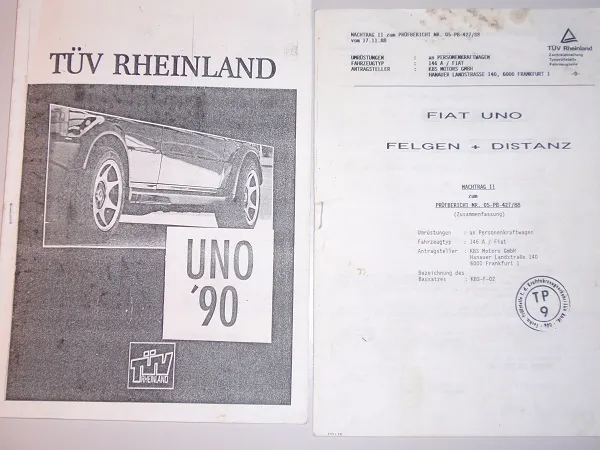 TÜV RHEINLAND
UNO
'90
TÜV
RHEINLAND
NACHTRAG II zum PRÜFBERICHT NR. 05-PB-427/88
vom 17.11.88
UMRÜSTUNGEN : an PERSONENKRAFTWAGEN
FAHRZEUGTYP : 146 A / FIAT
ANTRAGSTELLER : KBS MOTORS GMBH
HANAUER LANDSTRASSE 140, 6000 FRANKFURT 1
TÜV Rheinland
FIAT UNO
FELGEN + DISTANZ
NACHTRAG II
zum
PRÜFBERICHT NR. 05-PB-427/88
(Zusammenfassung)
Umrüstungen : an Personenkraftwagen
Fahrzeugtyp : 146 A / Fiat
Antragsteller : KBS Motors GmbH
Hanauer Landstraße 140
6000 Frankfurt 1
Bezeichnung des
Bausatzes : KBS-F-02
TP
9